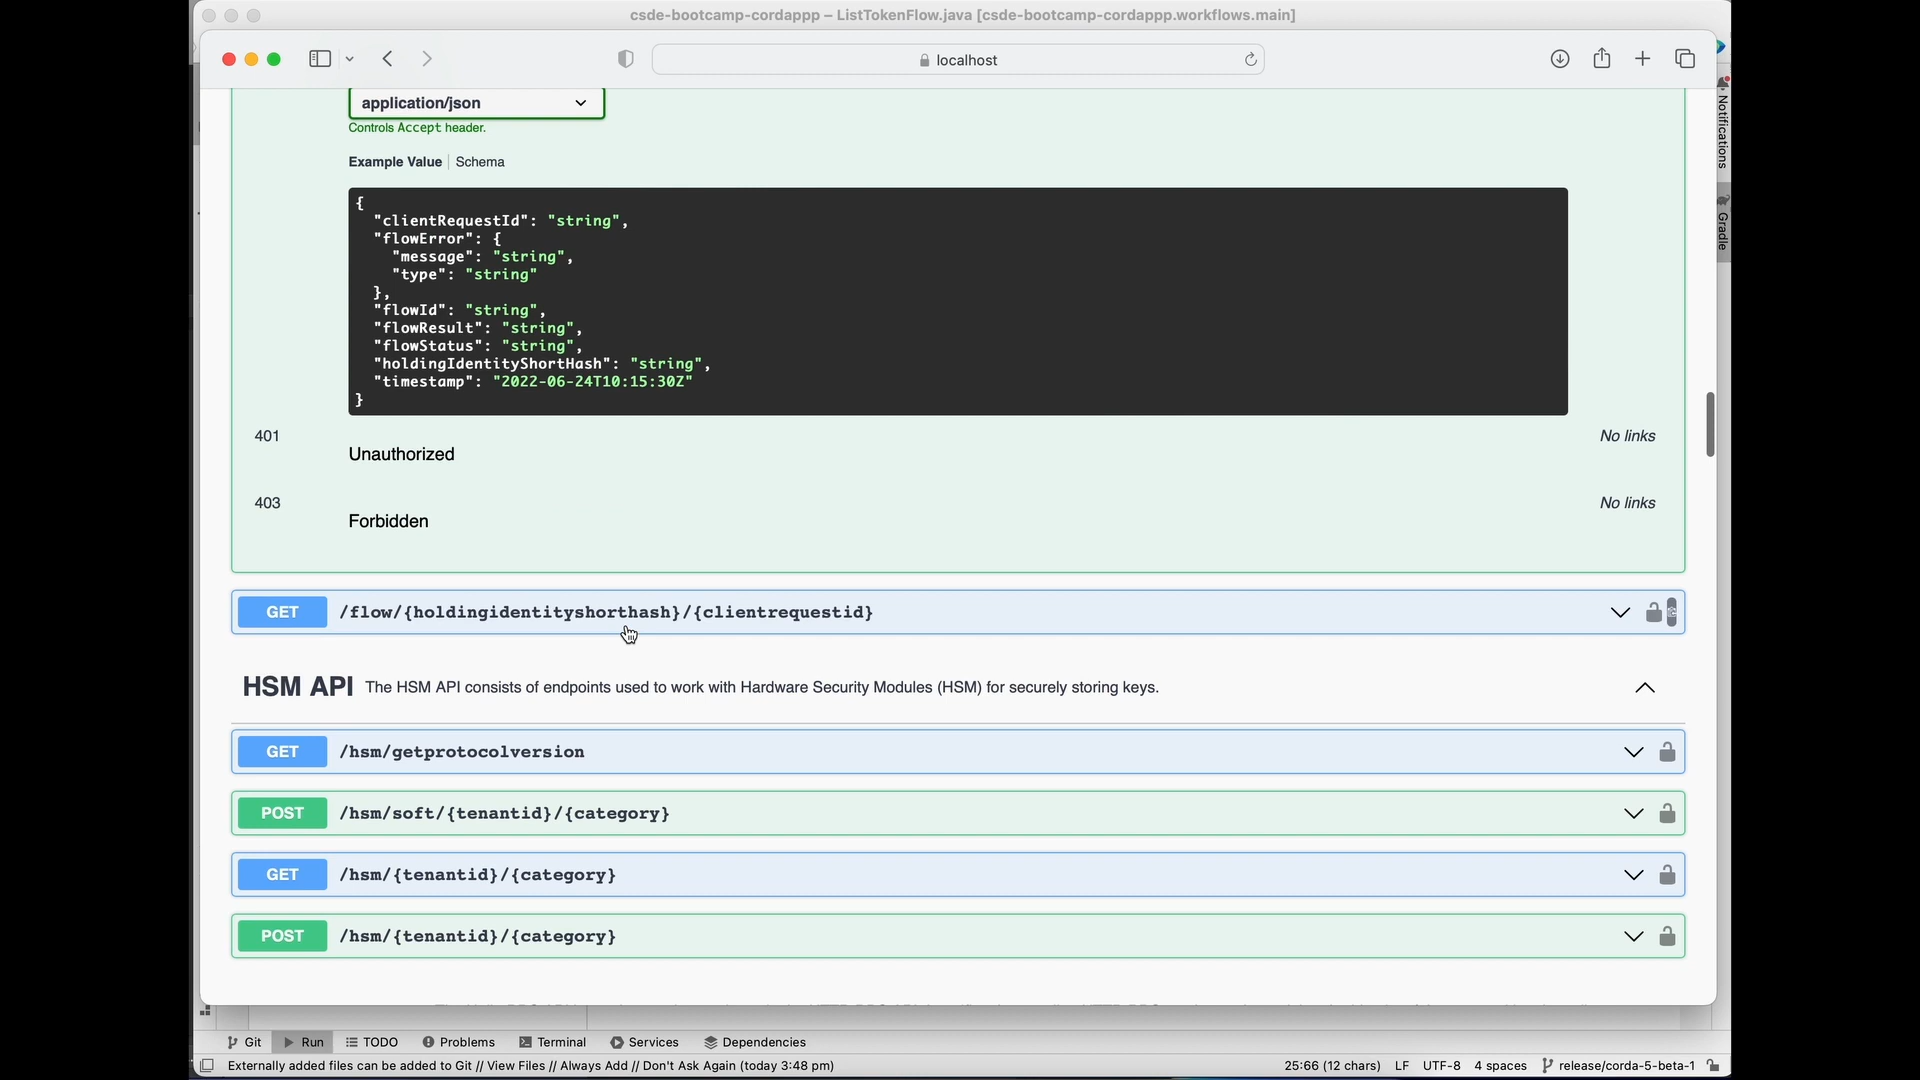 csde-bootcamp-cordappp – ListTokenFlow.java [csde-bootcamp-cordappp.workflows.main]
localhost
Notifications
Gradle
application/json
Controls Accept header.
Example Value Schema
{
"clientRequestId": "string",
"flowError": {
"message": "string",
"type": "string"
},
"flowId": "string",
"flowResult": "string",
"flowStatus": "string",
"holdingIdentityShortHash": "string",
"timestamp": "2022-06-24T10:15:30Z"
}
401 No links
Unauthorized
403 No links
Forbidden
GET /flow/{holdingidentityshorthash}/{clientrequestid}
HSM API The HSM API consists of endpoints used to work with Hardware Security Modules (HSM) for securely storing keys.
GET /hsm/getprotocolversion
POST /hsm/soft/{tenantid}/{category}
GET /hsm/{tenantid}/{category}
POST /hsm/{tenantid}/{category}
Git Run TODO Problems Terminal Services Dependencies
Externally added files can be added to Git // View Files // Always Add // Don't Ask Again (today 3:48 pm) 25:66 (12 chars) LF UTF-8 4 spaces release/corda-5-beta-1